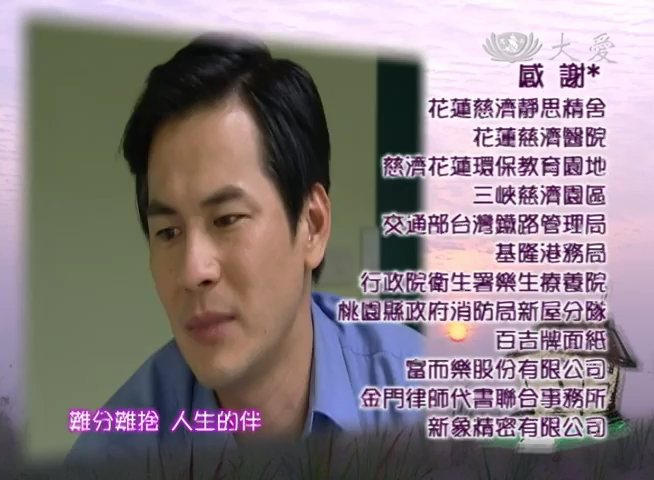 大愛
感 謝*
花蓮慈濟靜思精舍
花蓮慈濟醫院
慈濟花蓮環保教育園地
三峽慈濟園區
交通部台灣鐵路管理局
基隆港務局
行政院衛生署樂生療養院
桃園縣政府消防局新屋分隊
百吉牌面紙
富而樂股份有限公司
金門律師代書聯合事務所
新象精密有限公司
難分難捨 人生的伴